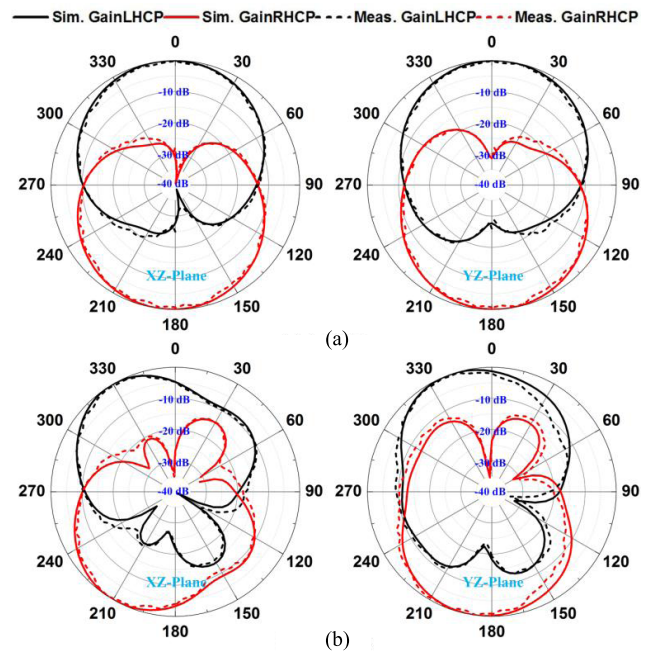 Sim. GainLHCP Sim. GainRHCP Meas. GainLHCP Meas. GainRHCP
0 0
330 30 330 30
-10 dB -10 dB
300 60 300 60
-20 dB -20 dB
-30 dB -30 dB
270 -40 dB 90 270 -40 dB 90
240 120 240 120
XZ-Plane YZ-Plane
210 150 210 150
180 180
(a)
0 0
330 30 330 30
-10 dB -10 dB
300 60 300 60
-20 dB -20 dB
-30 dB -30 dB
270 -40 dB 90 270 -40 dB 90
240 120 240 120
XZ-Plane YZ-Plane
210 150 210 150
180 180
(b)